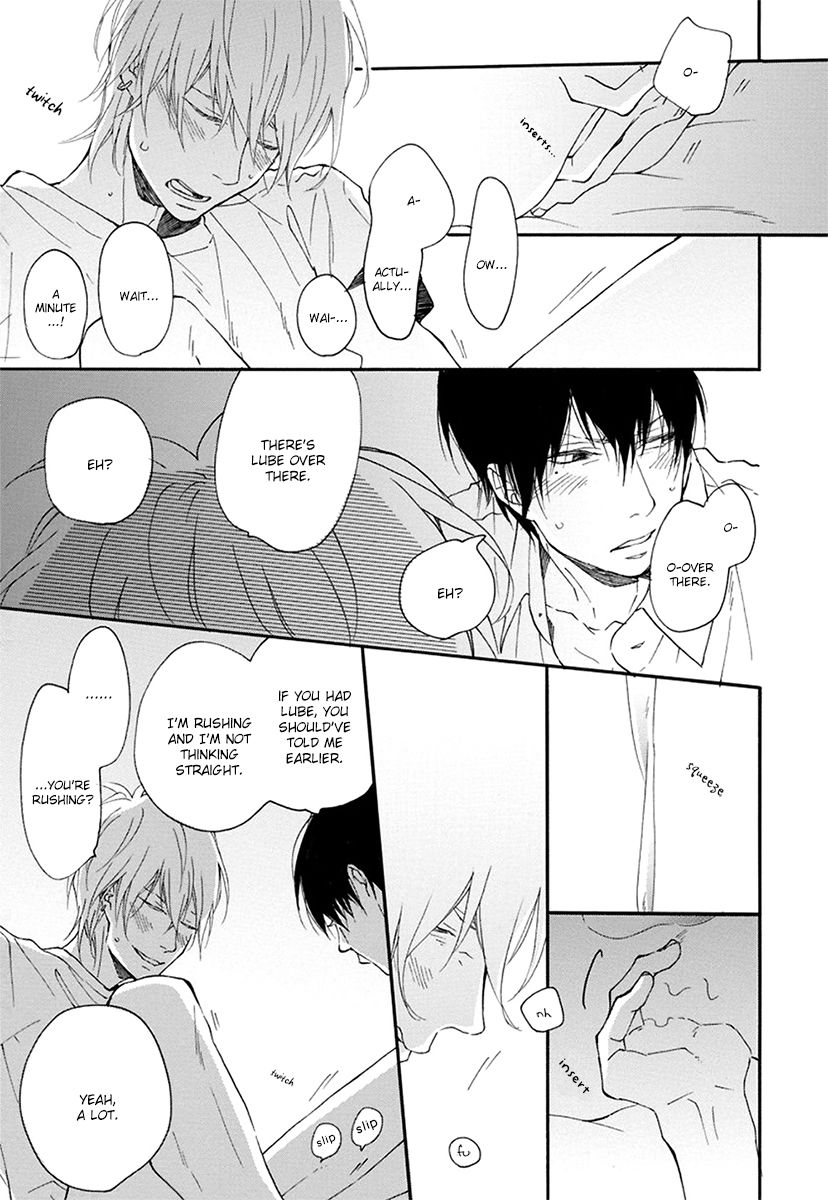 O-
inserts...
twitch
OW...
A-
ACTU-
ALLY...
WAI-...
WAIT...
A
MINUTE
...!
O-
O-OVER
THERE.
THERE'S
LUBE OVER
THERE.
EH?
EH?
squeeze
insert
nh
fu
IF YOU HAD
LUBE, YOU
SHOULD'VE
TOLD ME
EARLIER.
I'M RUSHING
AND I'M NOT
THINKING
STRAIGHT.
......
...YOU'RE
RUSHING?
twitch
slip
slip
YEAH,
A LOT.